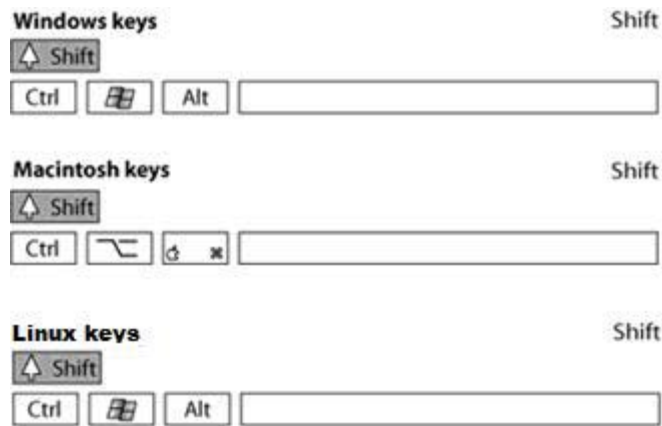 Windows keys Shift
Shift
Ctrl Alt
Macintosh keys Shift
Shift
Ctrl ⌥ ⌘
Linux keys Shift
Shift
Ctrl Alt